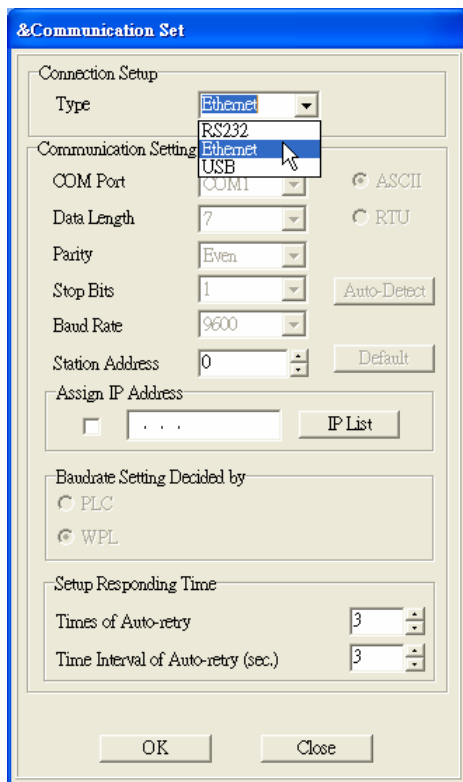 &Communication Set
Connection Setup
Type Ethernet
RS232
Ethernet
USB
Communication Setting
COM Port COM1 ASCII
Data Length 7 RTU
Parity Even
Stop Bits 1 Auto-Detect
Baud Rate 9600
Station Address 0 Default
Assign IP Address
. . . IP List
Baudrate Setting Decided by
PLC
WPL
Setup Responding Time
Times of Auto-retry 3
Time Interval of Auto-retry (sec.) 3
OK Close